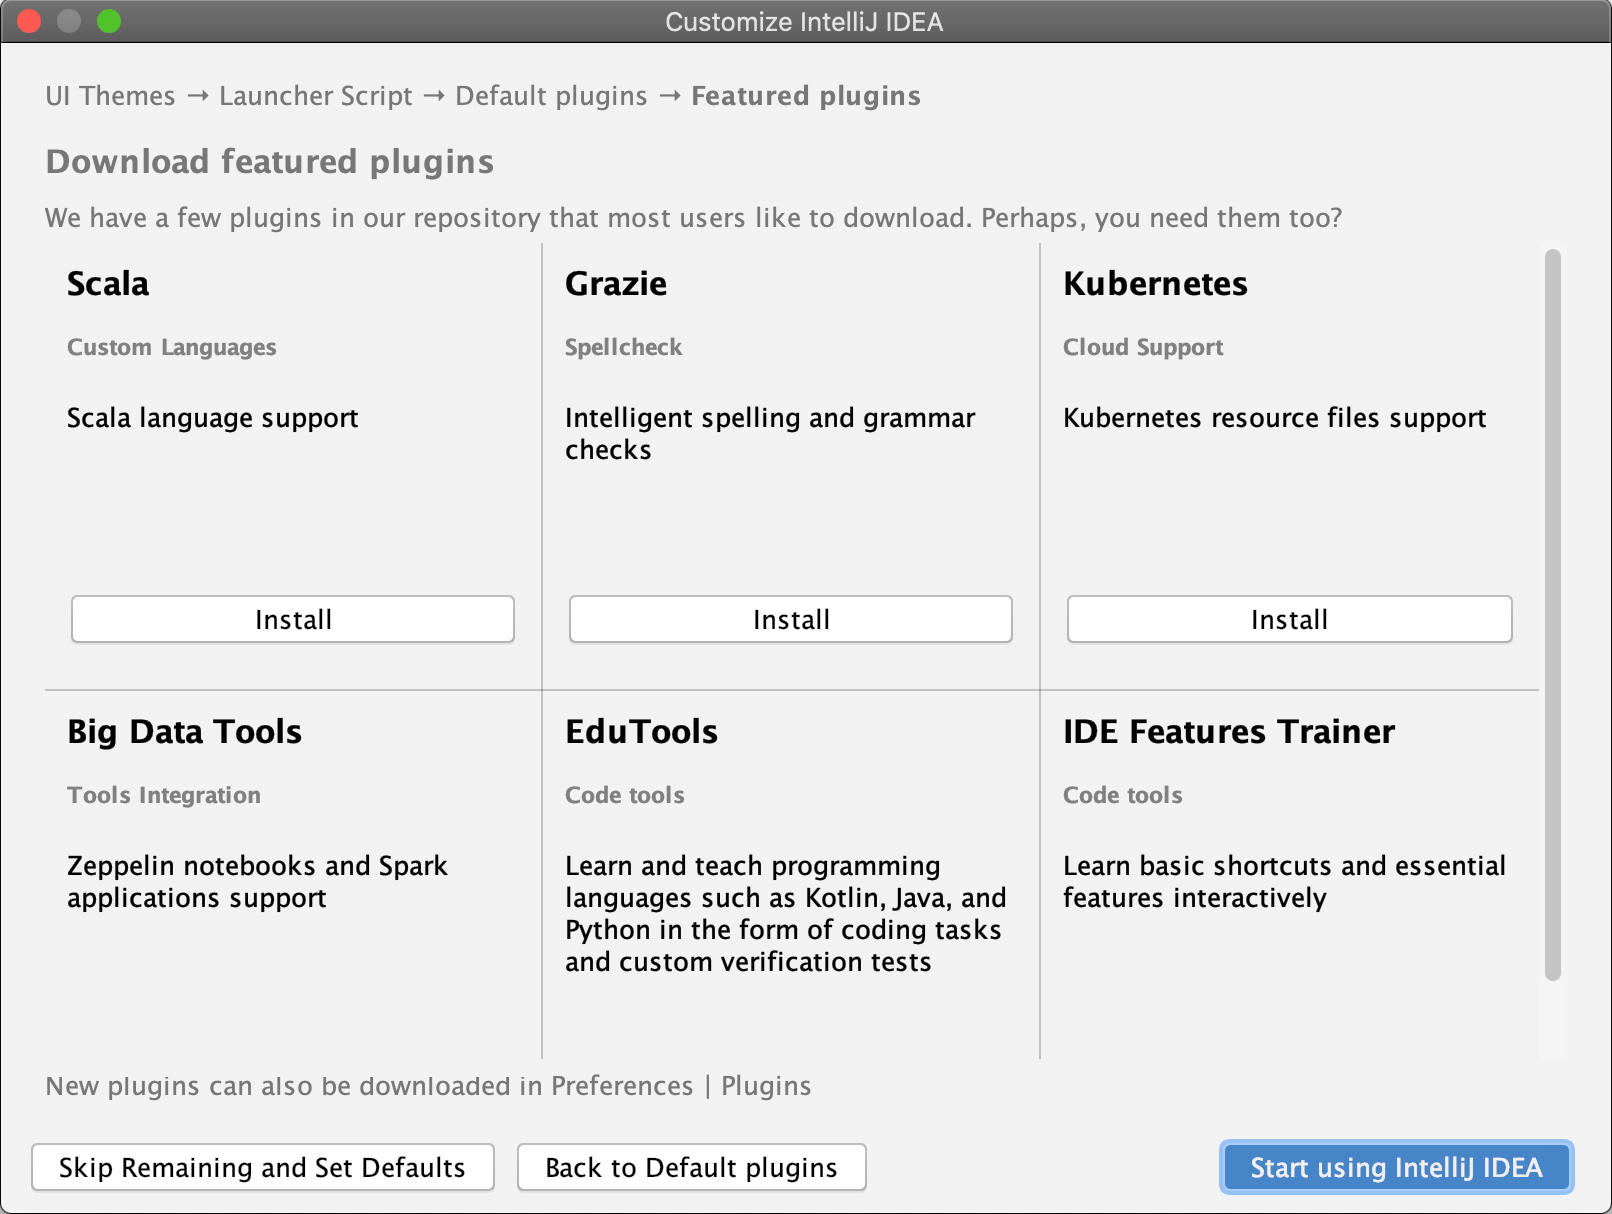 Customize IntelliJ IDEA
UI Themes → Launcher Script → Default plugins → Featured plugins
Download featured plugins
We have a few plugins in our repository that most users like to download. Perhaps, you need them too?
Scala
Custom Languages
Scala language support
Install
Grazie
Spellcheck
Intelligent spelling and grammar
checks
Install
Kubernetes
Cloud Support
Kubernetes resource files support
Install
Big Data Tools
Tools Integration
Zeppelin notebooks and Spark
applications support
EduTools
Code tools
Learn and teach programming
languages such as Kotlin, Java, and
Python in the form of coding tasks
and custom verification tests
IDE Features Trainer
Code tools
Learn basic shortcuts and essential
features interactively
New plugins can also be downloaded in Preferences | Plugins
Skip Remaining and Set Defaults
Back to Default plugins
Start using IntelliJ IDEA